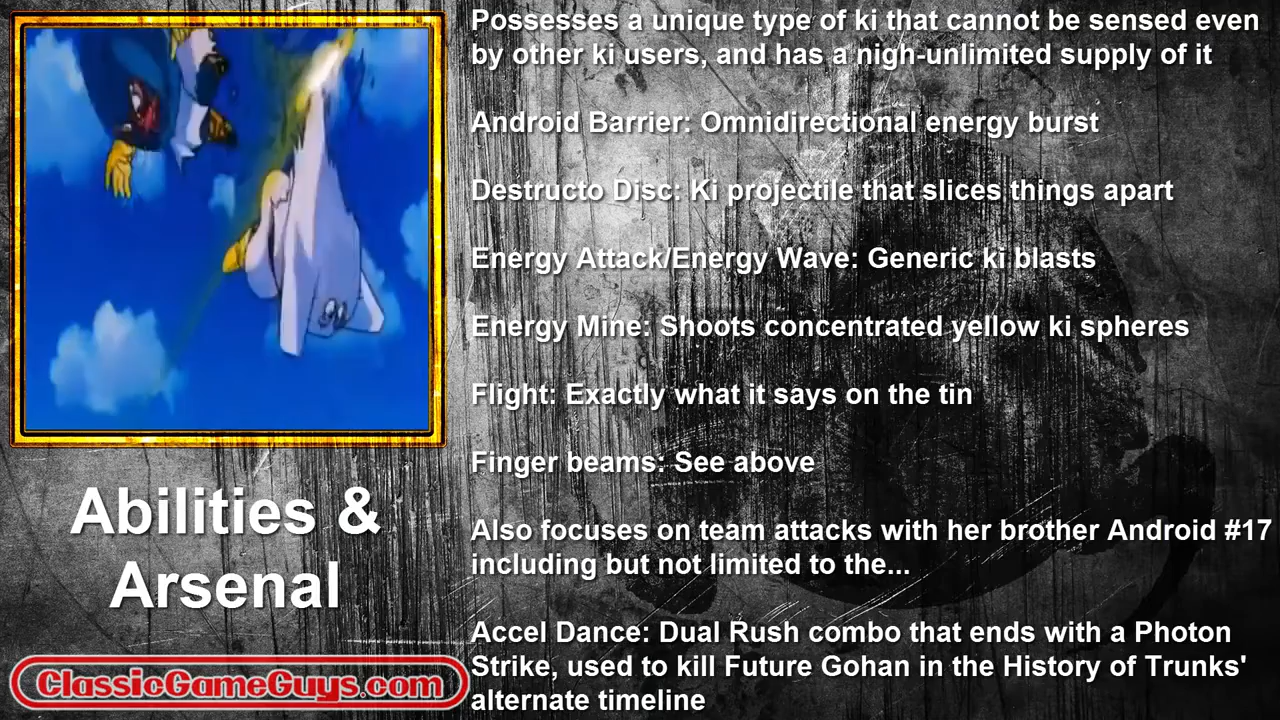 Possesses a unique type of ki that cannot be sensed even
by other ki users, and has a nigh-unlimited supply of it
Android Barrier: Omnidirectional energy burst
Destructo Disc: Ki projectile that slices things apart
Energy Attack/Energy Wave: Generic ki blasts
Energy Mine: Shoots concentrated yellow ki spheres
Flight: Exactly what it says on the tin
Finger beams: See above
Also focuses on team attacks with her brother Android #17
including but not limited to the...
Accel Dance: Dual Rush combo that ends with a Photon
Strike, used to kill Future Gohan in the History of Trunks'
alternate timeline
Abilities &
Arsenal
ClassicGameGuys.com